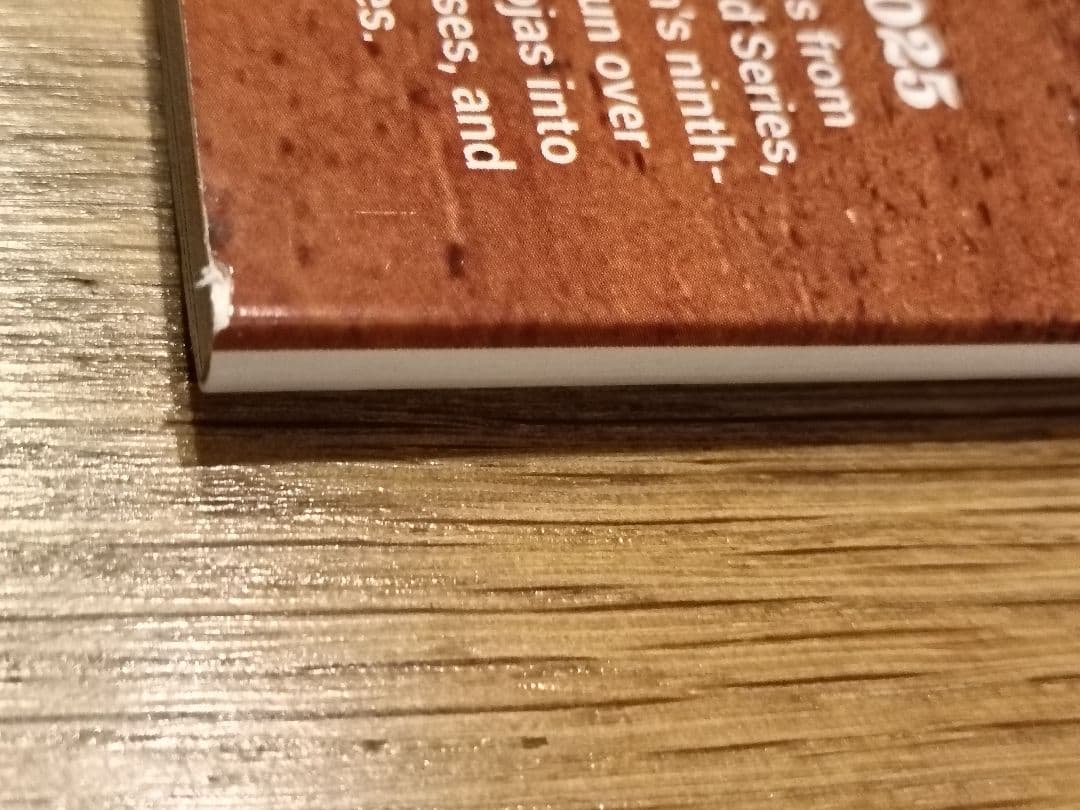 025
s from
d Series,
's ninth-
un over
jas into
ses, and
es.